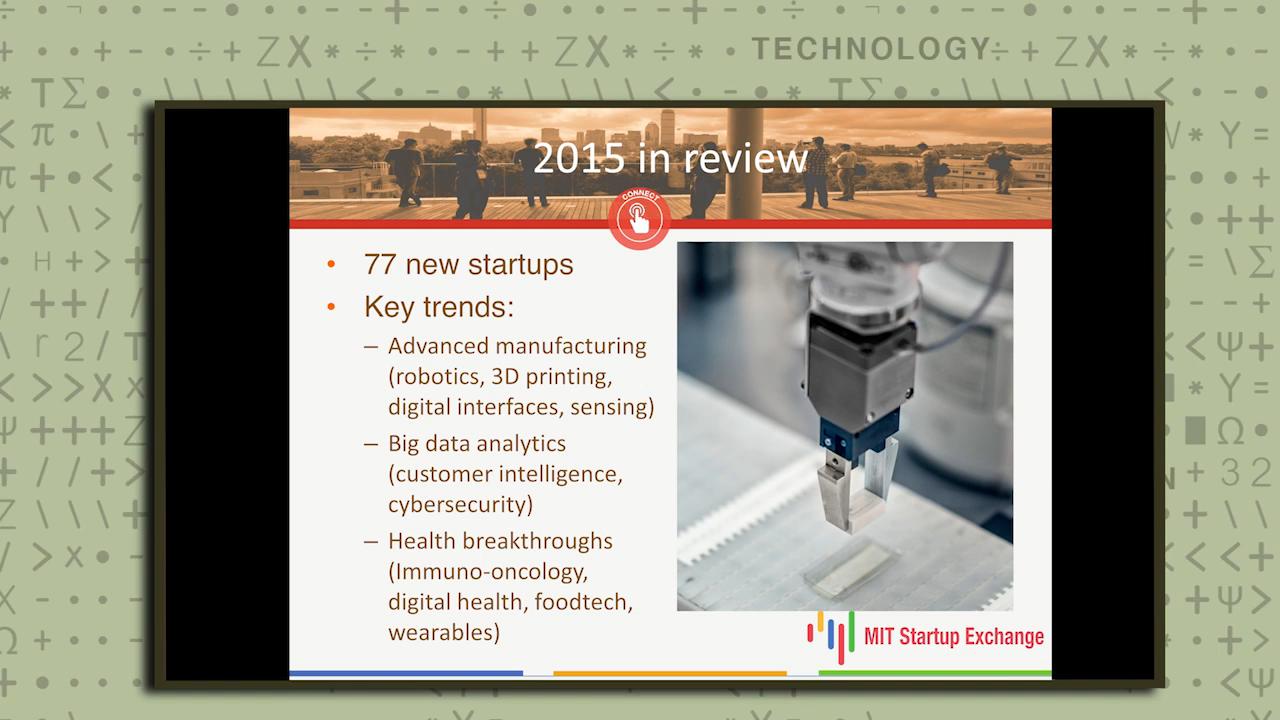 TECHNOLOGY
2015 in review
CONNECT
• 77 new startups
• Key trends:
– Advanced manufacturing
(robotics, 3D printing,
digital interfaces, sensing)
– Big data analytics
(customer intelligence,
cybersecurity)
– Health breakthroughs
(Immuno-oncology,
digital health, foodtech,
wearables)
MIT Startup Exchange